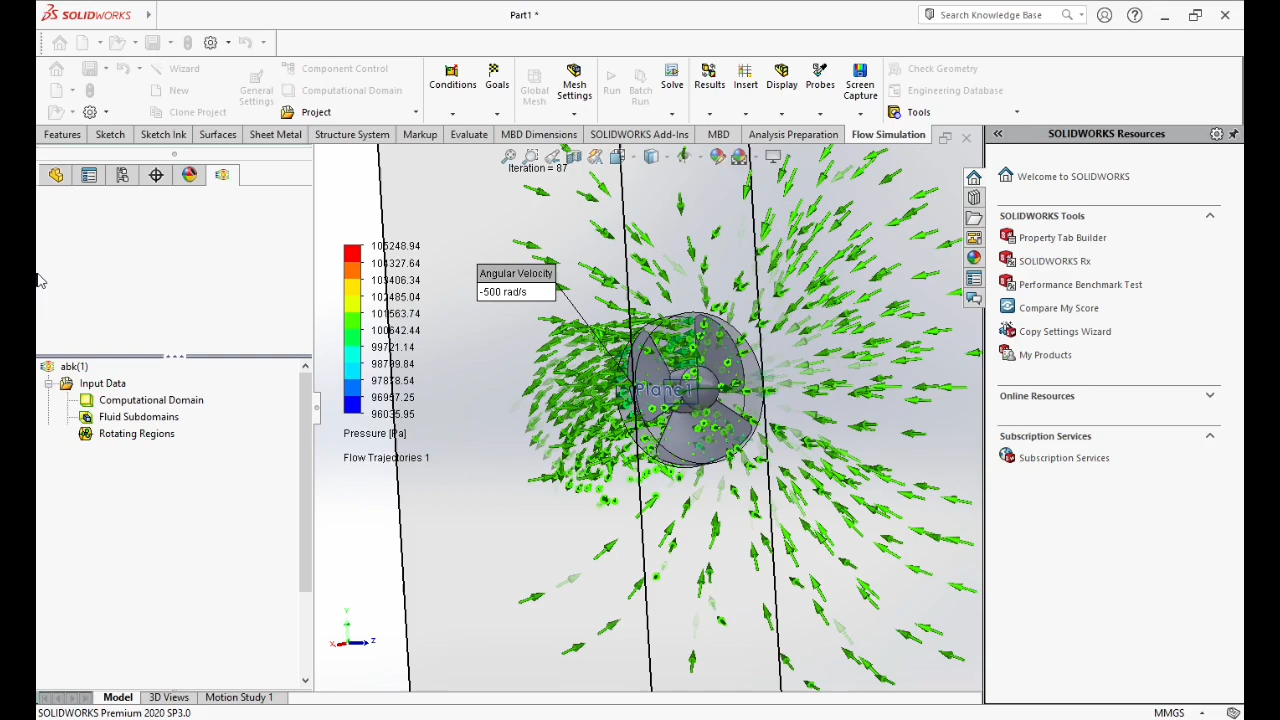 SOLIDWORKS
Part1 *
Search Knowledge Base
Wizard
New
Clone Project
General Settings
Component Control
Computational Domain
Project
Conditions
Goals
Global Mesh
Mesh Settings
Run
Batch Run
Solve
Results
Insert
Display
Probes
Screen Capture
Check Geometry
Engineering Database
Tools
Features
Sketch
Sketch Ink
Surfaces
Sheet Metal
Structure System
Markup
Evaluate
MBD Dimensions
SOLIDWORKS Add-Ins
MBD
Analysis Preparation
Flow Simulation
SOLIDWORKS Resources
Iteration = 87
105248.94
104327.64
103406.34
102485.04
101563.74
100642.44
99721.14
98799.84
97878.54
96957.25
96035.95
Pressure [Pa]
Flow Trajectories 1
Angular Velocity
-500 rad/s
Plane1
Y
X
Z
abk(1)
Input Data
Computational Domain
Fluid Subdomains
Rotating Regions
Welcome to SOLIDWORKS
SOLIDWORKS Tools
Property Tab Builder
SOLIDWORKS Rx
Performance Benchmark Test
Compare My Score
Copy Settings Wizard
My Products
Online Resources
Subscription Services
Subscription Services
Model
3D Views
Motion Study 1
SOLIDWORKS Premium 2020 SP3.0
MMGS